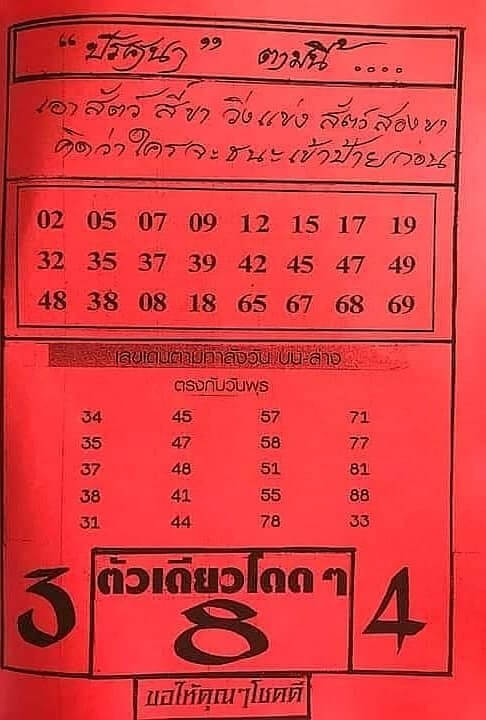 “ปริศนา” ตามนี้ ....
เอาสัตว์ สี่ขา วิ่งแข่ง สัตว์สองขา
คิดว่าใครจะชนะเข้าป้ายก่อน
02 05 07 09 12 15 17 19
32 35 37 39 42 45 47 49
48 38 08 18 65 67 68 69
เลขเด่นตามกำลังวัน บน-ล่าง
ตรงกับวันพุธ
34 45 57 71
35 47 58 77
37 48 51 81
38 41 55 88
31 44 78 33
ตัวเดียวโดด ๆ
3 8 4
ขอให้คุณๆโชคดี